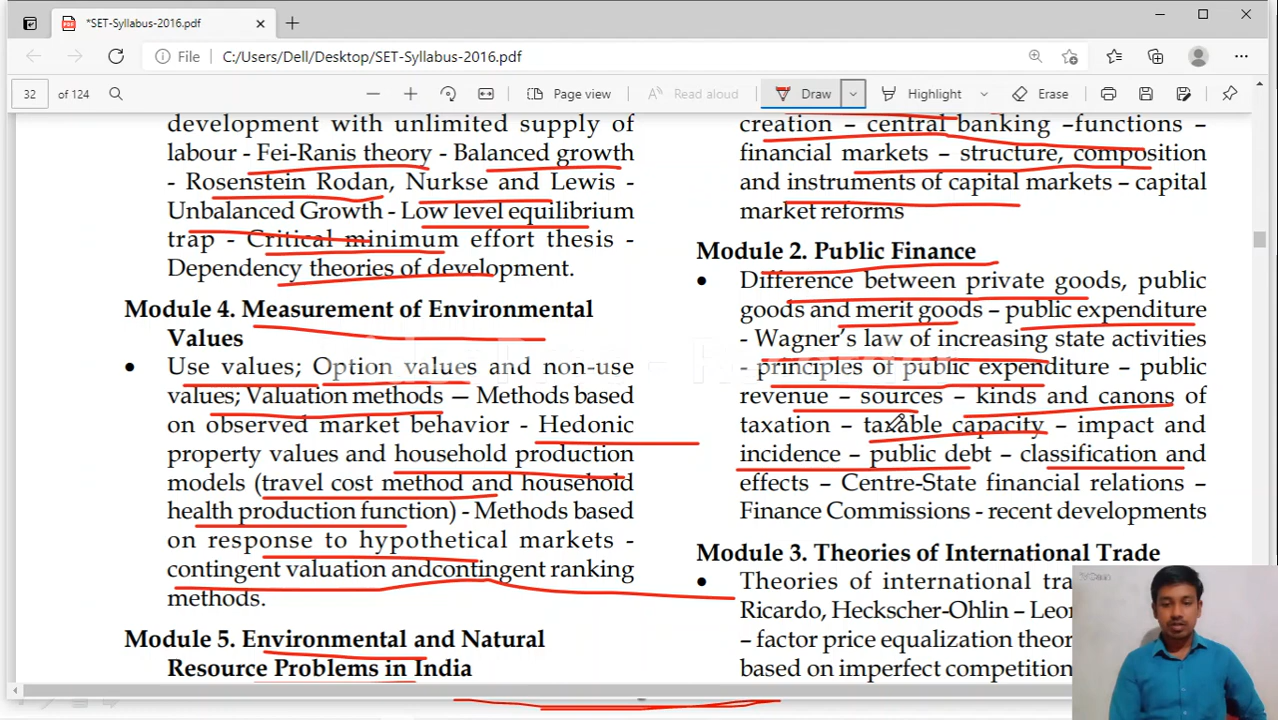 *SET-Syllabus-2016.pdf
File
C:/Users/Dell/Desktop/SET-Syllabus-2016.pdf
32
of 124
Page view
Read aloud
Draw
Highlight
Erase
development with unlimited supply of
labour - Fei-Ranis theory - Balanced growth
- Rosenstein Rodan, Nurkse and Lewis -
Unbalanced Growth - Low level equilibrium
trap - Critical minimum effort thesis -
Dependency theories of development.
Module 4. Measurement of Environmental
Values
• Use values; Option values and non-use
values; Valuation methods — Methods based
on observed market behavior - Hedonic
property values and household production
models (travel cost method and household
health production function) - Methods based
on response to hypothetical markets -
contingent valuation andcontingent ranking
methods.
Module 5. Environmental and Natural
Resource Problems in India
creation – central banking –functions –
financial markets – structure, composition
and instruments of capital markets – capital
market reforms
Module 2. Public Finance
• Difference between private goods, public
goods and merit goods – public expenditure
- Wagner's law of increasing state activities
- principles of public expenditure – public
revenue – sources – kinds and canons of
taxation – taxable capacity – impact and
incidence – public debt – classification and
effects – Centre-State financial relations –
Finance Commissions - recent developments
Module 3. Theories of International Trade
• Theories of international
Ricardo, Heckscher-Ohlin –
– factor price equalization
based on imperfect